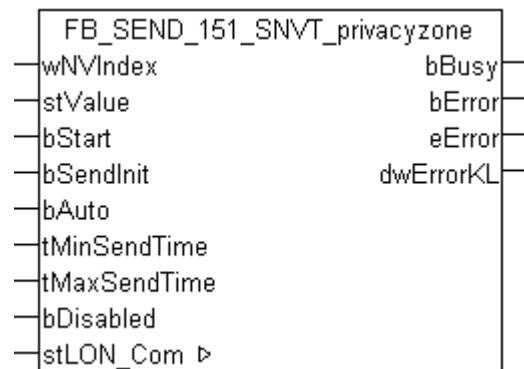 FB_SEND_151_SNVT_privacyzone
wNVIndex bBusy
stValue bError
bStart eError
bSendInit dwErrorKL
bAuto
tMinSendTime
tMaxSendTime
bDisabled
stLON_Com ▷